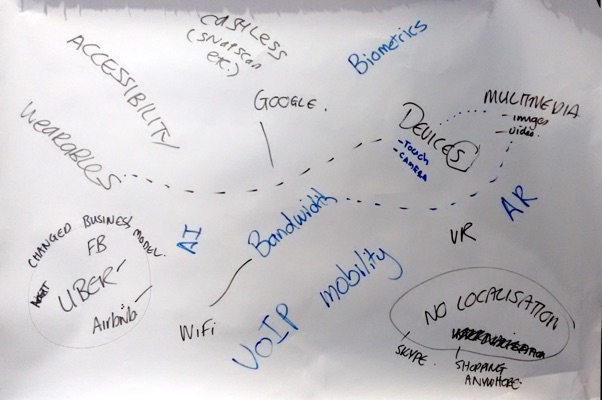 CASHLESS
(SNAPSCAN
etc.)
Biometrics
ACCESSIBILITY
GOOGLE.
MULTIMEDIA
- images
- video.
DEVICES
- TOUCH
- CAMERA
WEARABLES
AR
CHANGED BUSINESS MODEL.
FB
UBER
Airbnb
AI
Bandwidth
VR
WiFi
VOIP mobility
NO LOCALISATION
SKYPE.
SHOPPING
ANYWHERE.